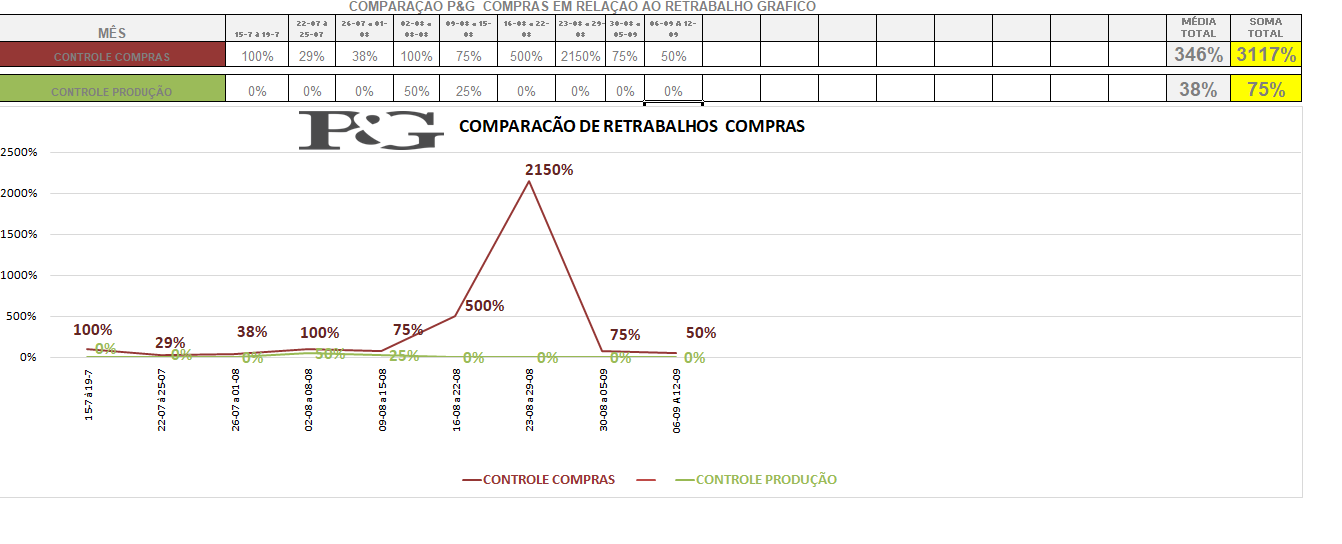 COMPARAÇAO P&G COMPRAS EM RELAÇAO AO RETRABALHO GRAFICO
MÊS 15-7 à 19-7 22-07 à 25-07 26-07 a 01-08 02-08 a 08-08 09-08 a 15-08 16-08 a 22-08 23-08 a 29-08 30-08 a 05-09 06-09 A 12-09 MÉDIA TOTAL SOMA TOTAL
CONTROLE COMPRAS 100% 29% 38% 100% 75% 500% 2150% 75% 50% 346% 3117%
CONTROLE PRODUÇÃO 0% 0% 0% 50% 25% 0% 0% 0% 0% 38% 75%
P&G COMPARACÃO DE RETRABALHOS COMPRAS
2500%
2000%
1500%
1000%
500%
0%
100% 29% 38% 100% 75% 500% 2150% 75% 50%
0% 0% 0% 50% 25% 0% 0% 0% 0%
15-7 à 19-7
22-07 à 25-07
26-07 a 01-08
02-08 a 08-08
09-08 a 15-08
16-08 a 22-08
23-08 a 29-08
30-08 a 05-09
06-09 A 12-09
CONTROLE COMPRAS CONTROLE PRODUÇÃO